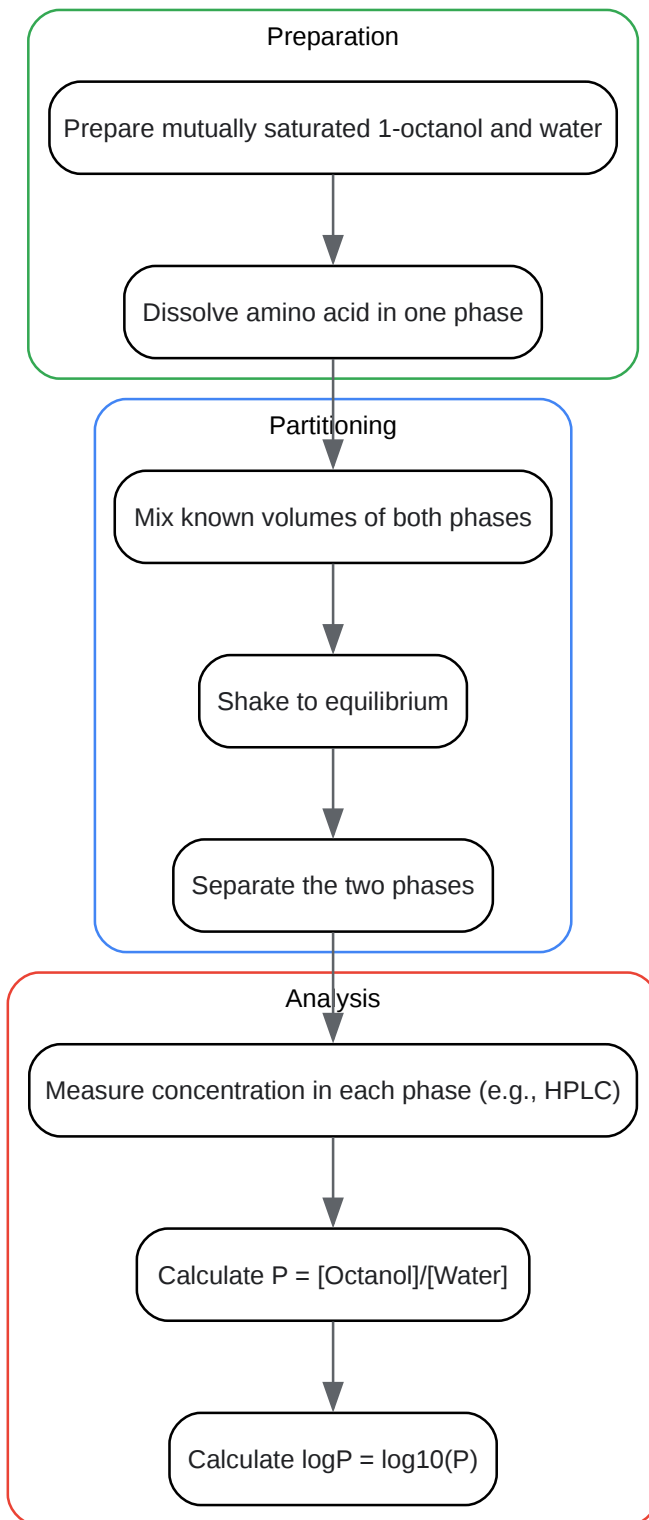 Preparation
Prepare mutually saturated 1-octanol and water
Dissolve amino acid in one phase
Partitioning
Mix known volumes of both phases
Shake to equilibrium
Separate the two phases
Analysis
Measure concentration in each phase (e.g., HPLC)
Calculate P = [Octanol]/[Water]
Calculate logP = log10(P)